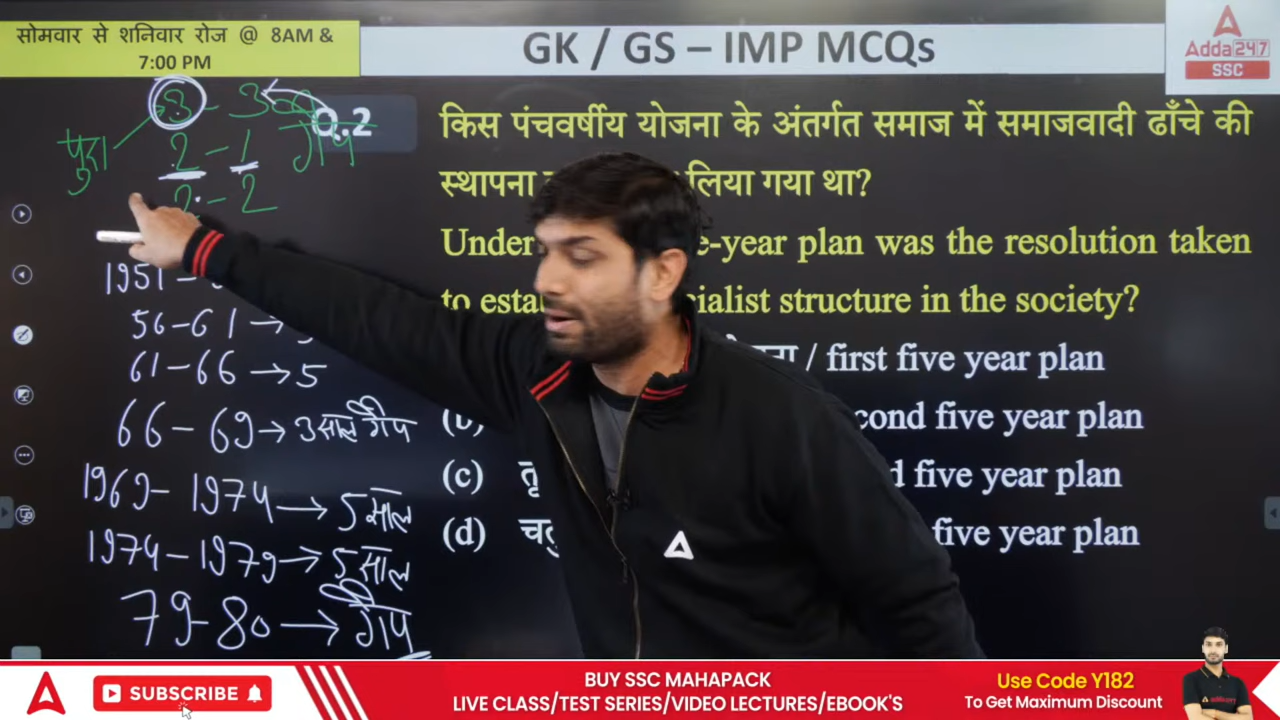 सोमवार से शनिवार रोज @ 8AM &
7:00 PM
GK / GS – IMP MCQs
Adda247
SSC
3 - 3 की
पुरा 2 - 1 गैप
2 - 2
Q.2
किस पंचवर्षीय योजना के अंतर्गत समाज में समाजवादी ढाँचे की
स्थापना लिया गया था?
Under e-year plan was the resolution taken
to esta cialist structure in the society?
/ first five year plan
(b) cond five year plan
(c) d five year plan
(d) five year plan
1951 –
56-61 →
61-66 → 5
66-69 → 3 साल गैप
1969- 1974 → 5 साल
1974-1979 → 5 साल
79-80 → गैप
SUBSCRIBE
BUY SSC MAHAPACK
LIVE CLASS/TEST SERIES/VIDEO LECTURES/EBOOK'S
Use Code Y182
To Get Maximum Discount